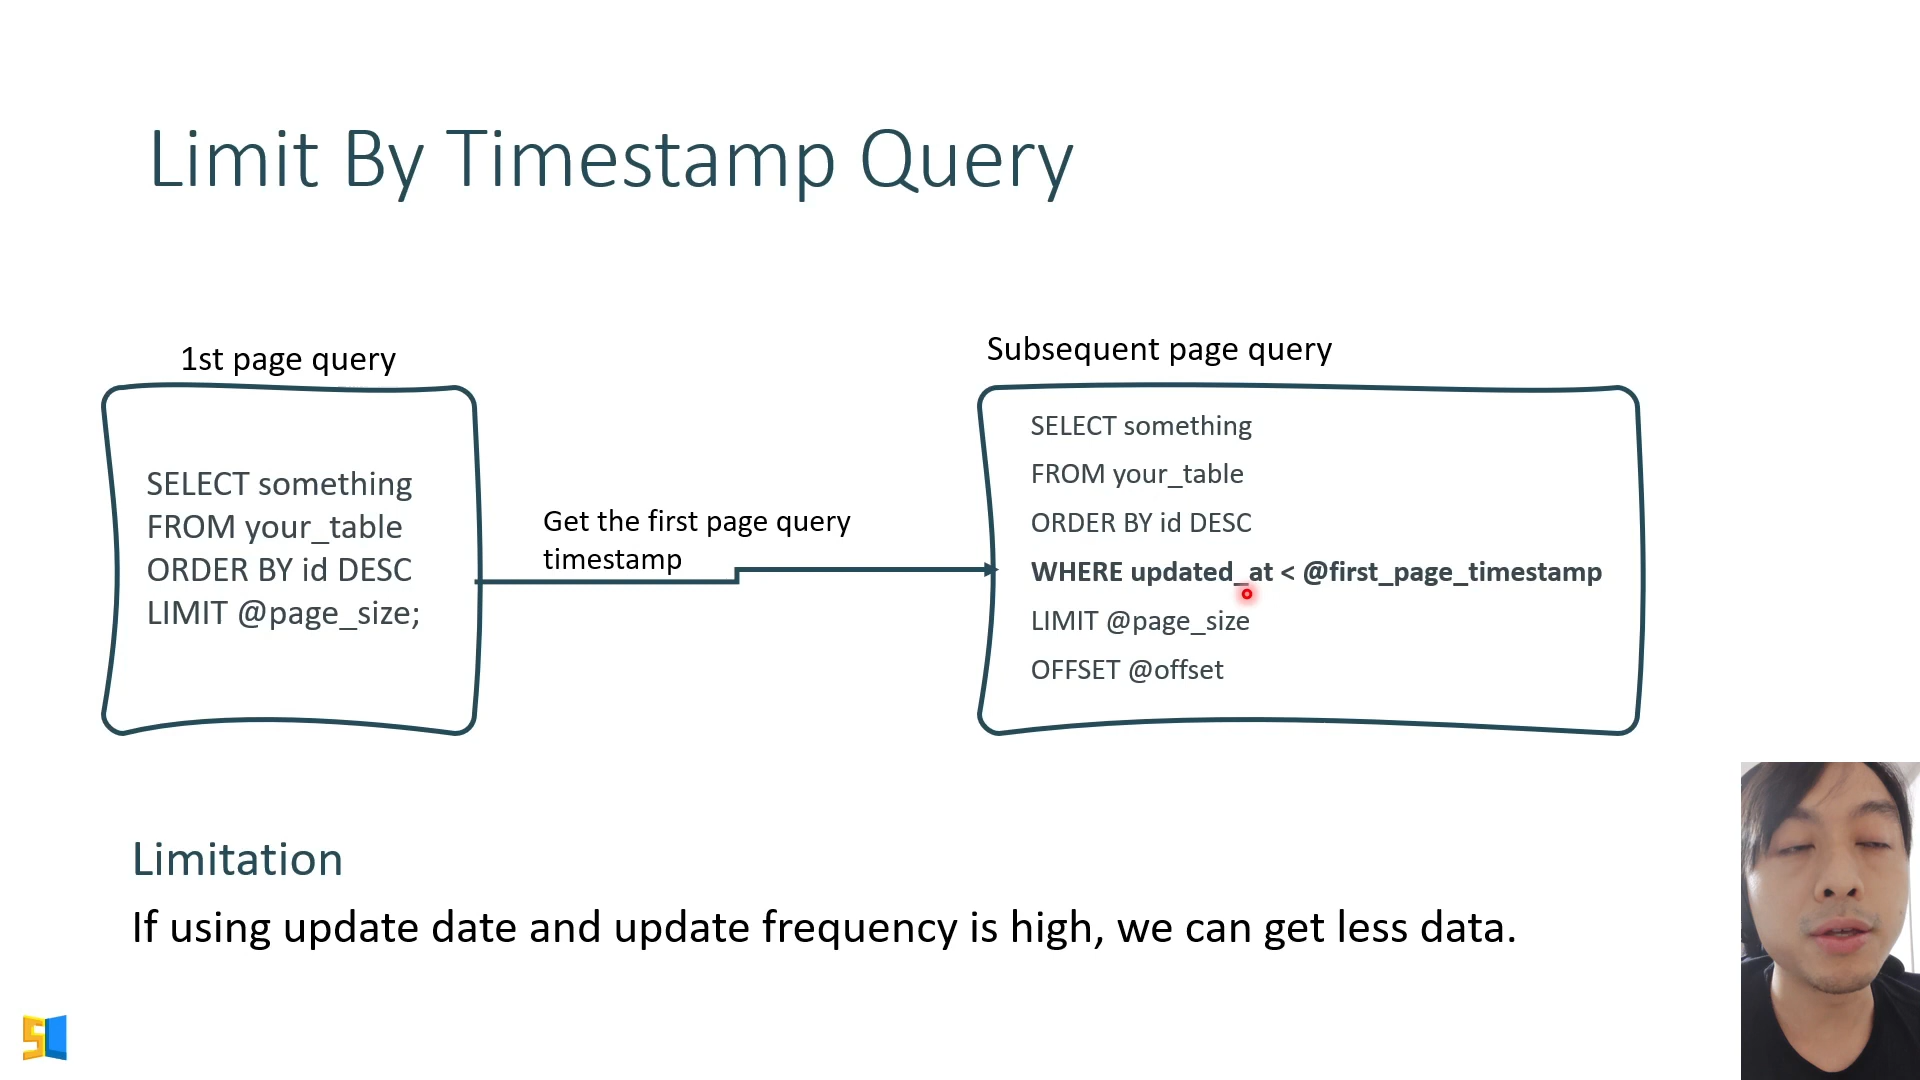 Limit By Timestamp Query
1st page query
SELECT something
FROM your_table
ORDER BY id DESC
LIMIT @page_size;
Get the first page query
timestamp
Subsequent page query
SELECT something
FROM your_table
ORDER BY id DESC
WHERE updated_at < @first_page_timestamp
LIMIT @page_size
OFFSET @offset
Limitation
If using update date and update frequency is high, we can get less data.